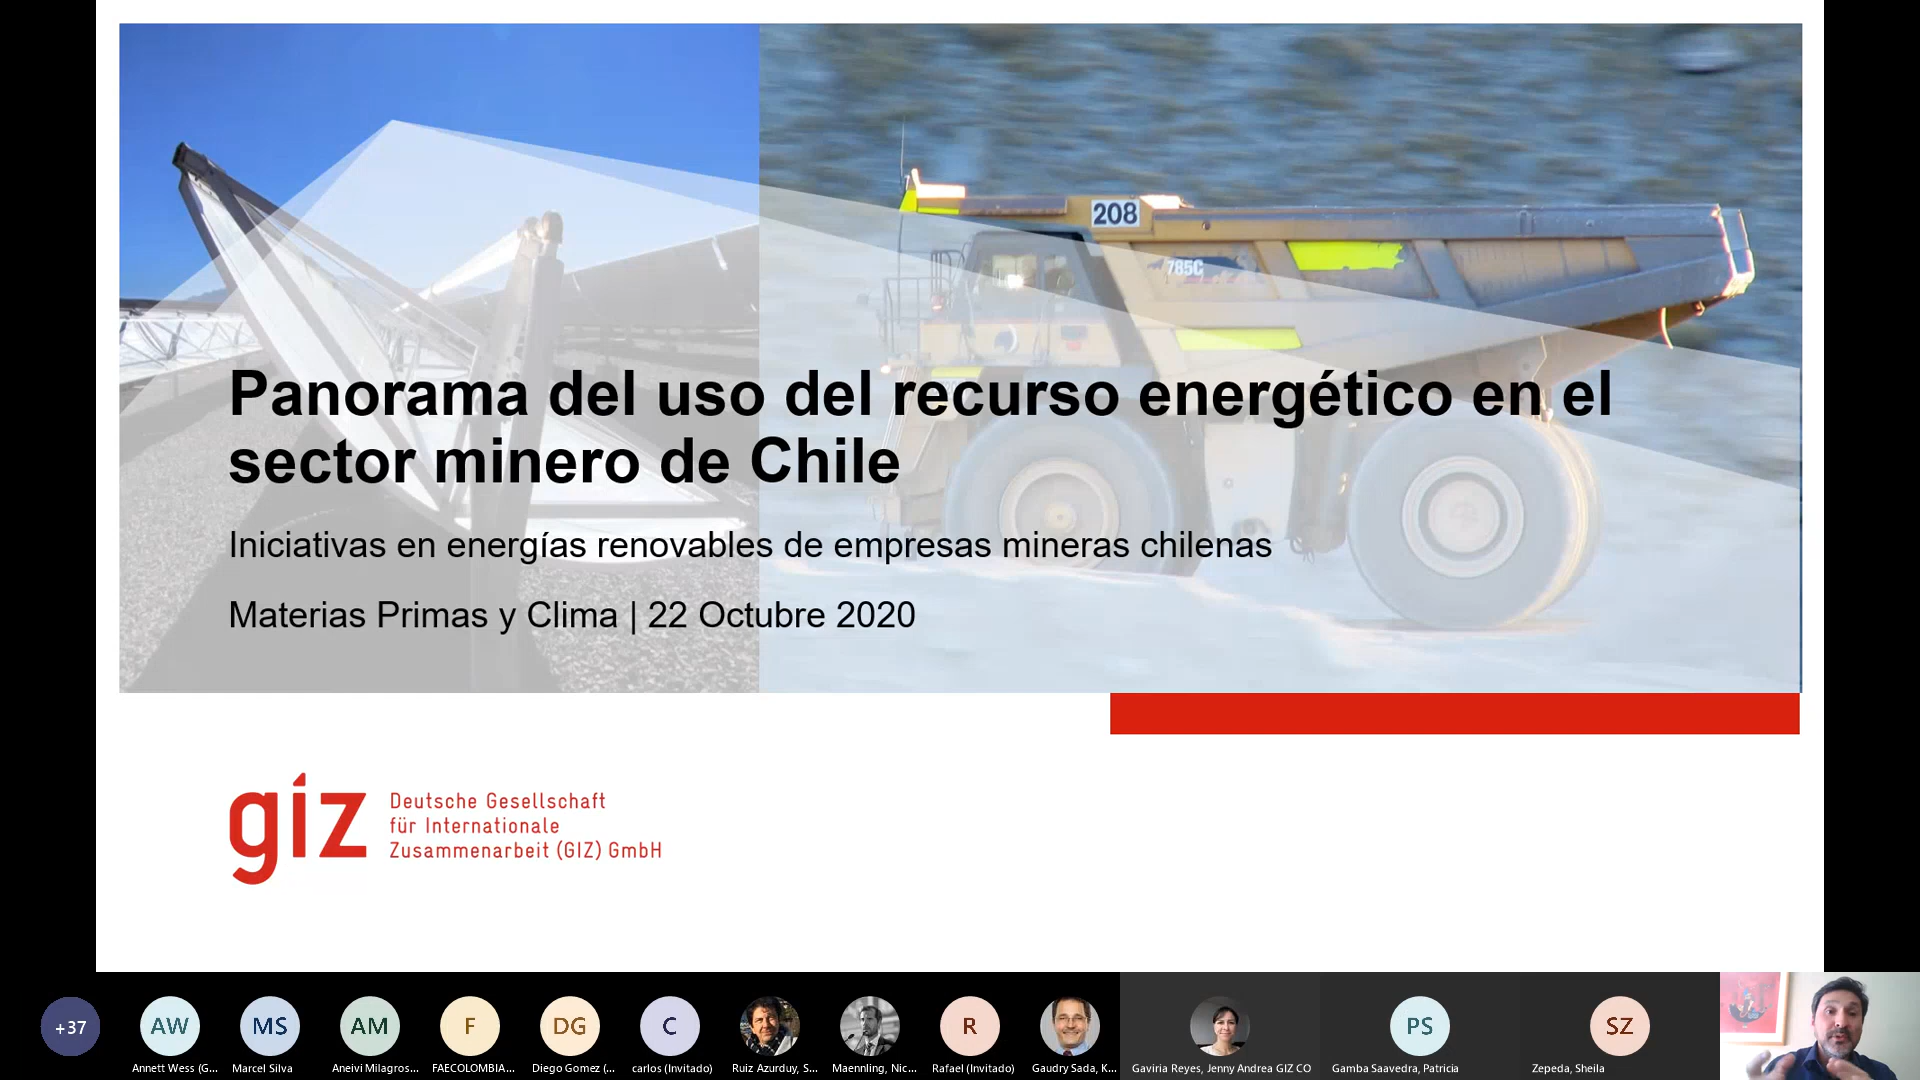 208
785C
Panorama del uso del recurso energético en el
sector minero de Chile
Iniciativas en energías renovables de empresas mineras chilenas
Materias Primas y Clima | 22 Octubre 2020
giz
Deutsche Gesellschaft
für Internationale
Zusammenarbeit (GIZ) GmbH
+37
AW
MS
AM
F
DG
C
R
PS
SZ
Annett Wess (G...
Marcel Silva
Aneivi Milagros...
FAECOLOMBIA...
Diego Gomez (...
carlos (Invitado)
Ruiz Azurduy, S...
Maennling, Nic...
Rafael (Invitado)
Gaudry Sada, K...
Gaviria Reyes, Jenny Andrea GIZ CO
Gamba Saavedra, Patricia
Zepeda, Sheila